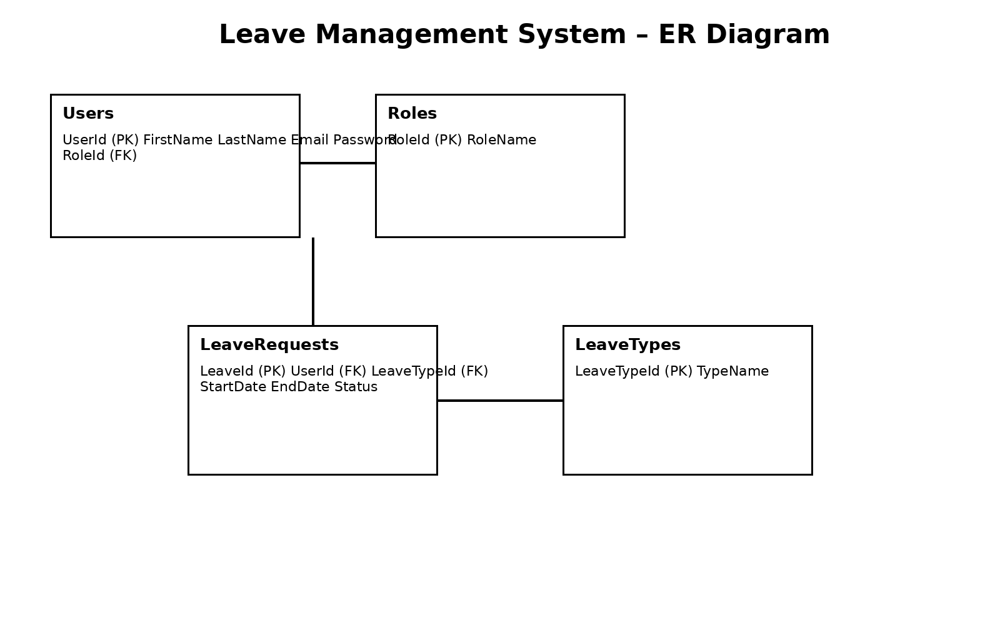 Leave Management System – ER Diagram
Users
UserId (PK) FirstName LastName Email Password
RoleId (FK)
Roles
RoleId (PK) RoleName
LeaveRequests
LeaveId (PK) UserId (FK) LeaveTypeId (FK)
StartDate EndDate Status
LeaveTypes
LeaveTypeId (PK) TypeName